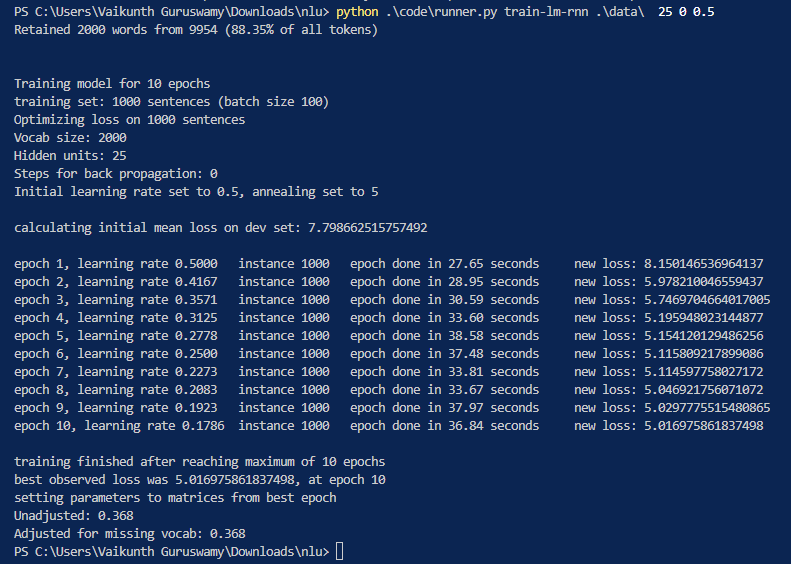 PS C:\Users\Vaikunth Guruswamy\Downloads\nlu> python .\code\runner.py train-lm-rnn .\data\  25 0 0.5
Retained 2000 words from 9954 (88.35% of all tokens)
Training model for 10 epochs
training set: 1000 sentences (batch size 100)
Optimizing loss on 1000 sentences
Vocab size: 2000
Hidden units: 25
Steps for back propagation: 0
Initial learning rate set to 0.5, annealing set to 5
calculating initial mean loss on dev set: 7.798662515757492
epoch 1, learning rate 0.5000   instance 1000   epoch done in 27.65 seconds     new loss: 8.150146536964137
epoch 2, learning rate 0.4167   instance 1000   epoch done in 28.95 seconds     new loss: 5.978210046559437
epoch 3, learning rate 0.3571   instance 1000   epoch done in 30.59 seconds     new loss: 5.7469704664017005
epoch 4, learning rate 0.3125   instance 1000   epoch done in 33.60 seconds     new loss: 5.195948023144877
epoch 5, learning rate 0.2778   instance 1000   epoch done in 38.58 seconds     new loss: 5.154120129486256
epoch 6, learning rate 0.2500   instance 1000   epoch done in 37.48 seconds     new loss: 5.115809217899086
epoch 7, learning rate 0.2273   instance 1000   epoch done in 33.81 seconds     new loss: 5.114597758027172
epoch 8, learning rate 0.2083   instance 1000   epoch done in 33.67 seconds     new loss: 5.046921756071072
epoch 9, learning rate 0.1923   instance 1000   epoch done in 37.97 seconds     new loss: 5.0297775515480865
epoch 10, learning rate 0.1786  instance 1000   epoch done in 36.84 seconds     new loss: 5.016975861837498
training finished after reaching maximum of 10 epochs
best observed loss was 5.016975861837498, at epoch 10
setting parameters to matrices from best epoch
Unadjusted: 0.368
Adjusted for missing vocab: 0.368
PS C:\Users\Vaikunth Guruswamy\Downloads\nlu>